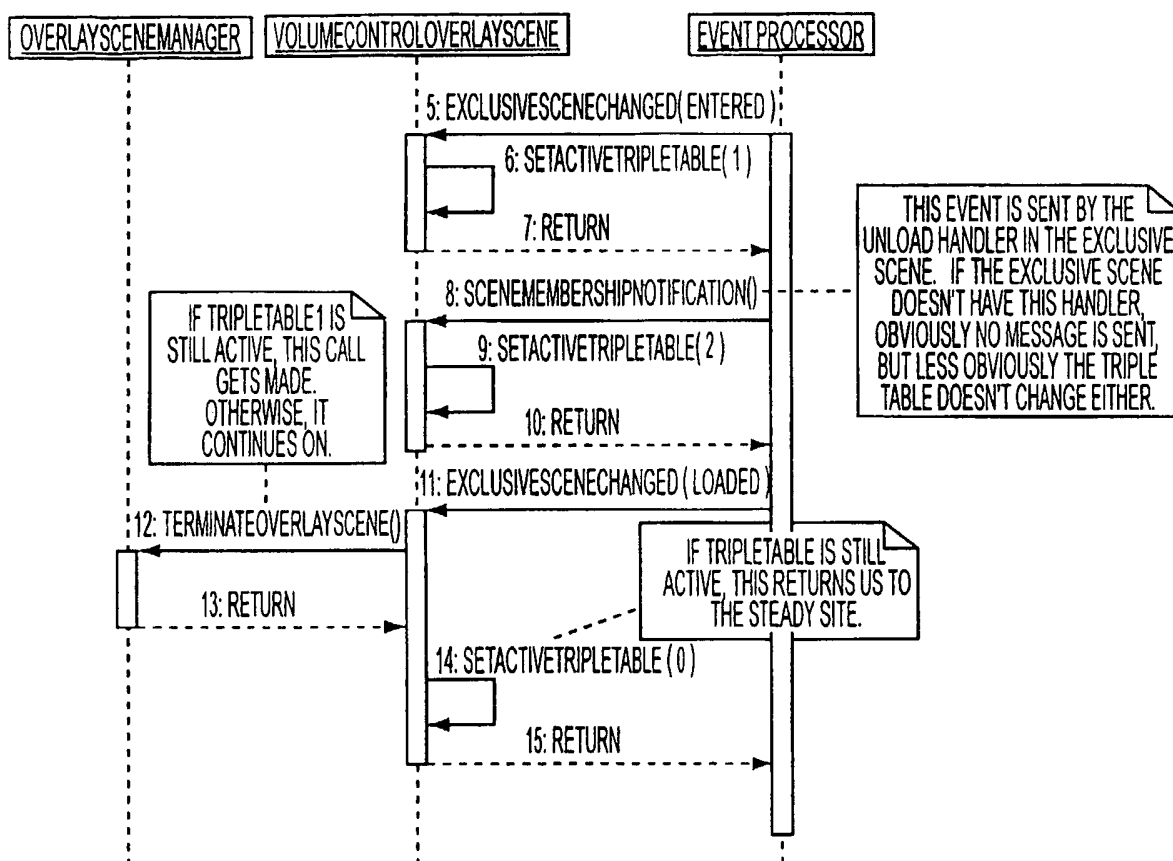 OVERLAYSCENEMANAGER
VOLUMECONTROLOVERLAYSCENE
EVENT PROCESSOR
5: EXCLUSIVESCENECHANGED( ENTERED )
6: SETACTIVETRIPLETABLE( 1 )
7: RETURN
THIS EVENT IS SENT BY THE
UNLOAD HANDLER IN THE EXCLUSIVE
SCENE. IF THE EXCLUSIVE SCENE
DOESN'T HAVE THIS HANDLER,
OBVIOUSLY NO MESSAGE IS SENT,
BUT LESS OBVIOUSLY THE TRIPLE
TABLE DOESN'T CHANGE EITHER.
8: SCENEMEMBERSHIPNOTIFICATION()
IF TRIPLETABLE1 IS
STILL ACTIVE, THIS CALL
GETS MADE.
OTHERWISE, IT
CONTINUES ON.
9: SETACTIVETRIPLETABLE( 2 )
10: RETURN
11: EXCLUSIVESCENECHANGED ( LOADED )
12: TERMINATEOVERLAYSCENE()
IF TRIPLETABLE IS STILL
ACTIVE, THIS RETURNS US TO
THE STEADY SITE.
13: RETURN
14: SETACTIVETRIPLETABLE ( 0 )
15: RETURN